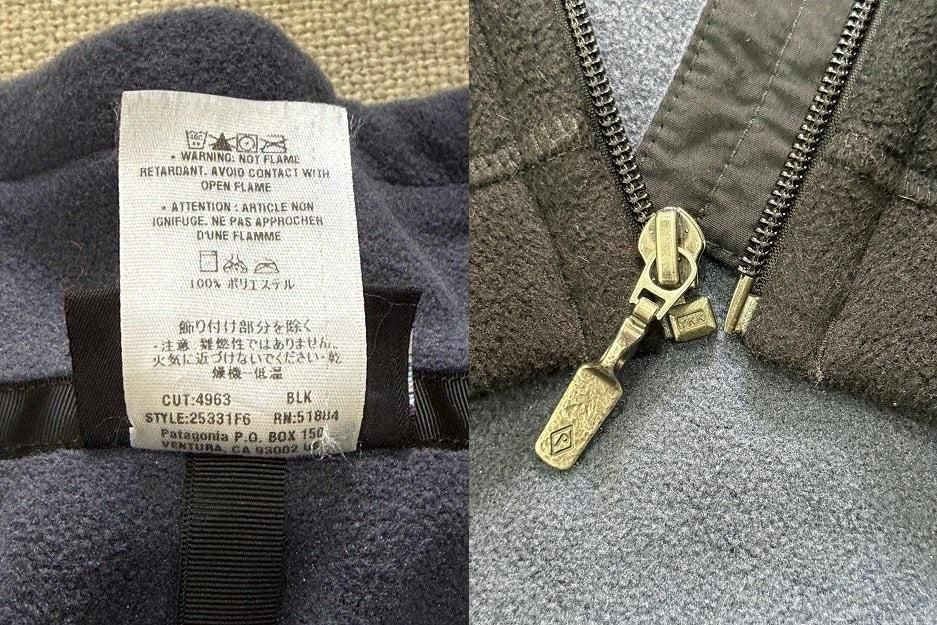 • WARNING: NOT FLAME
RETARDANT. AVOID CONTACT WITH
OPEN FLAME
• ATTENTION: ARTICLE NON
IGNIFUGE. NE PAS APPROCHER
D'UNE FLAMME
100% ポリエステル
飾り付け部分を除く
・注意 難燃性ではありません。
火気に近づけないでください・乾
燥機ー低温
CUT:4963 BLK
STYLE:25331F6 RN:51884
Patagonia P.O. BOX 150
VENTURA, CA 93002
YKK